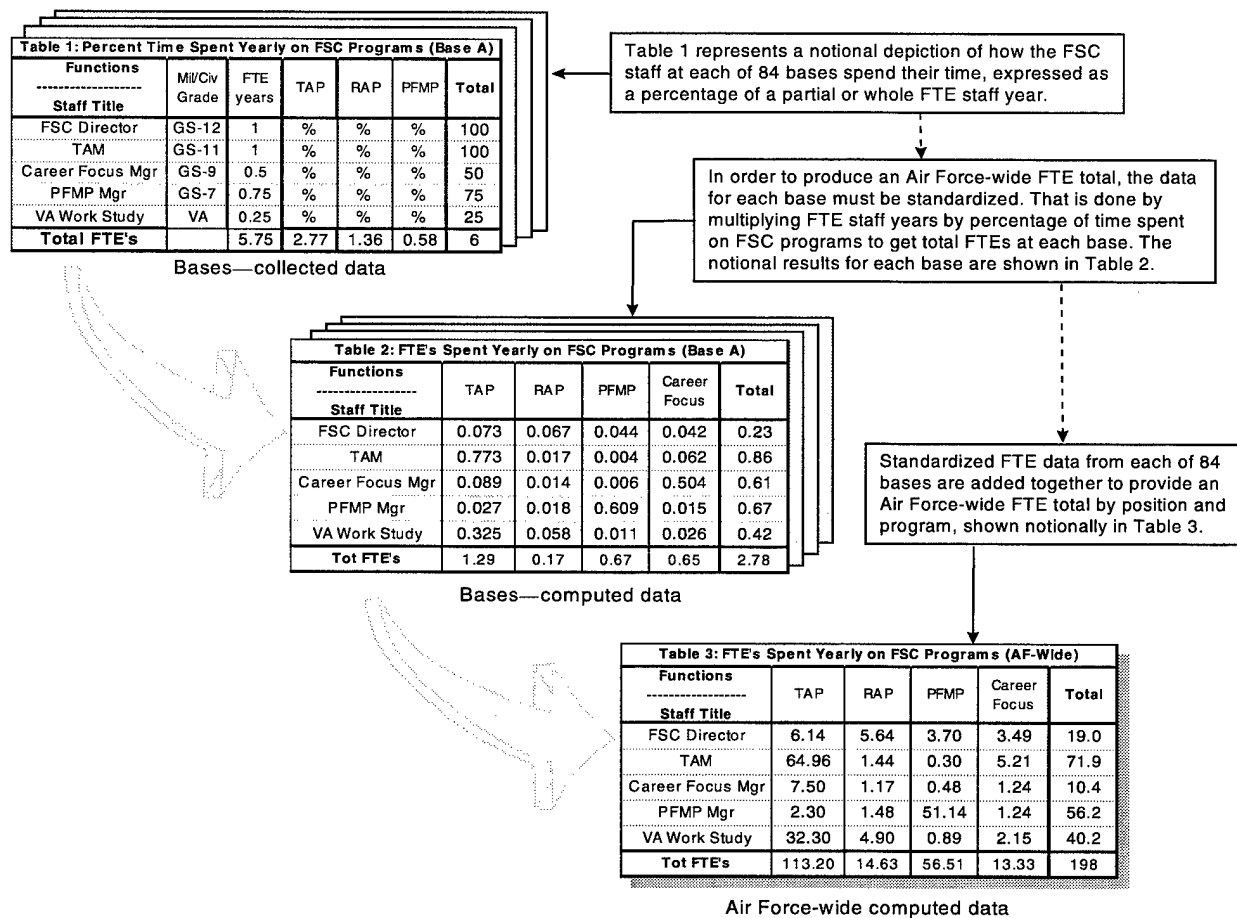 Table 1: Percent Time Spent Yearly on FSC Programs (Base A)
Functions
------------------
Staff Title
Mil/Civ Grade FTE years TAP RAP PFMP Total
FSC Director GS-12 1 % % % 100
TAM GS-11 1 % % % 100
Career Focus Mgr GS-9 0.5 % % % 50
PFMP Mgr GS-7 0.75 % % % 75
VA Work Study VA 0.25 % % % 25
Total FTE's 5.75 2.77 1.36 0.58 6
Bases—collected data
Table 1 represents a notional depiction of how the FSC
staff at each of 84 bases spend their time, expressed as
a percentage of a partial or whole FTE staff year.
In order to produce an Air Force-wide FTE total, the data
for each base must be standardized. That is done by
multiplying FTE staff years by percentage of time spent
on FSC programs to get total FTEs at each base. The
notional results for each base are shown in Table 2.
Table 2: FTE's Spent Yearly on FSC Programs (Base A)
Functions
------------------
Staff Title
TAP RAP PFMP Career Focus Total
FSC Director 0.073 0.067 0.044 0.042 0.23
TAM 0.773 0.017 0.004 0.062 0.86
Career Focus Mgr 0.089 0.014 0.006 0.504 0.61
PFMP Mgr 0.027 0.018 0.609 0.015 0.67
VA Work Study 0.325 0.058 0.011 0.026 0.42
Tot FTE's 1.29 0.17 0.67 0.65 2.78
Bases—computed data
Standardized FTE data from each of 84
bases are added together to provide an
Air Force-wide FTE total by position and
program, shown notionally in Table 3.
Table 3: FTE's Spent Yearly on FSC Programs (AF-Wide)
Functions
------------------
Staff Title
TAP RAP PFMP Career Focus Total
FSC Director 6.14 5.64 3.70 3.49 19.0
TAM 64.96 1.44 0.30 5.21 71.9
Career Focus Mgr 7.50 1.17 0.48 1.24 10.4
PFMP Mgr 2.30 1.48 51.14 1.24 56.2
VA Work Study 32.30 4.90 0.89 2.15 40.2
Tot FTE's 113.20 14.63 56.51 13.33 198
Air Force-wide computed data